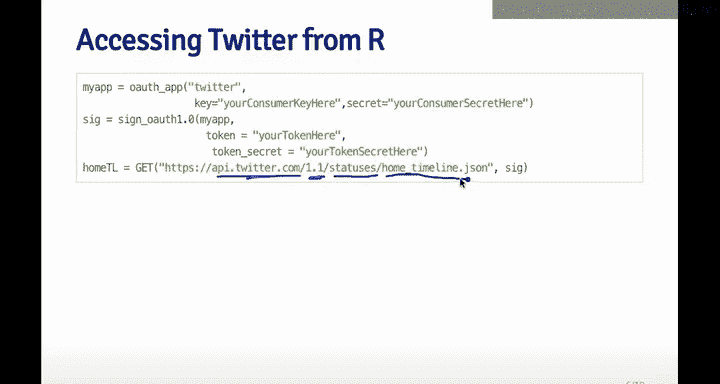 Accessing Twitter from R
myapp = oauth_app("twitter",
key="yourConsumerKeyHere",secret="yourConsumerSecretHere")
sig = sign_oauth1.0(myapp,
token = "yourTokenHere",
token_secret = "yourTokenSecretHere")
homeTL = GET("https://api.twitter.com/1.1/statuses/home_timeline.json", sig)